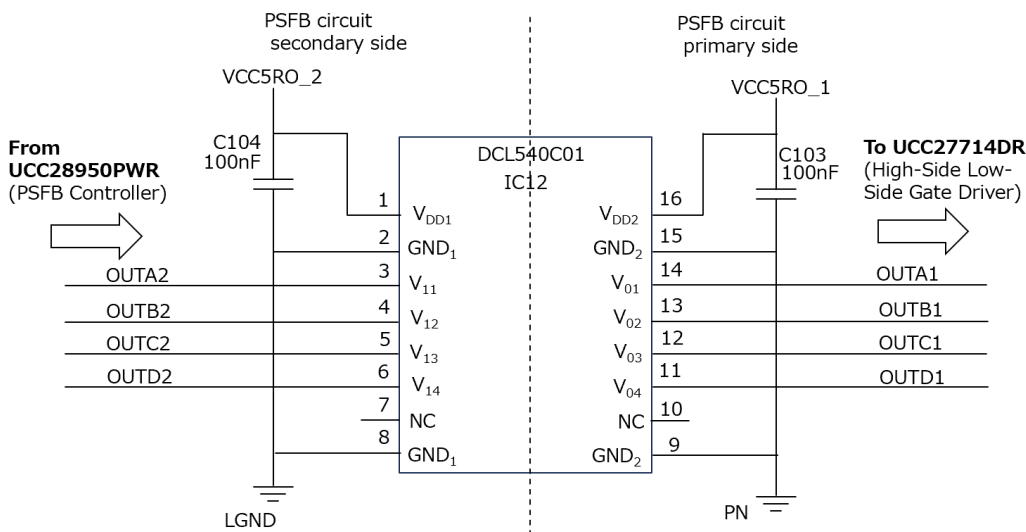 PSFB circuit
secondary side
PSFB circuit
primary side
VCC5RO_2
VCC5RO_1
From
UCC28950PWR
(PSFB Controller)
C104
100nF
DCL540C01
IC12
C103
100nF
To UCC27714DR
(High-Side Low-
Side Gate Driver)
1 VDD1
2 GND1
OUTA2 3 V11
OUTB2 4 V12
OUTC2 5 V13
OUTD2 6 V14
7 NC
8 GND1
VDD2 16
GND2 15
V01 14 OUTA1
V02 13 OUTB1
V03 12 OUTC1
V04 11 OUTD1
NC 10
GND2 9
LGND
PN